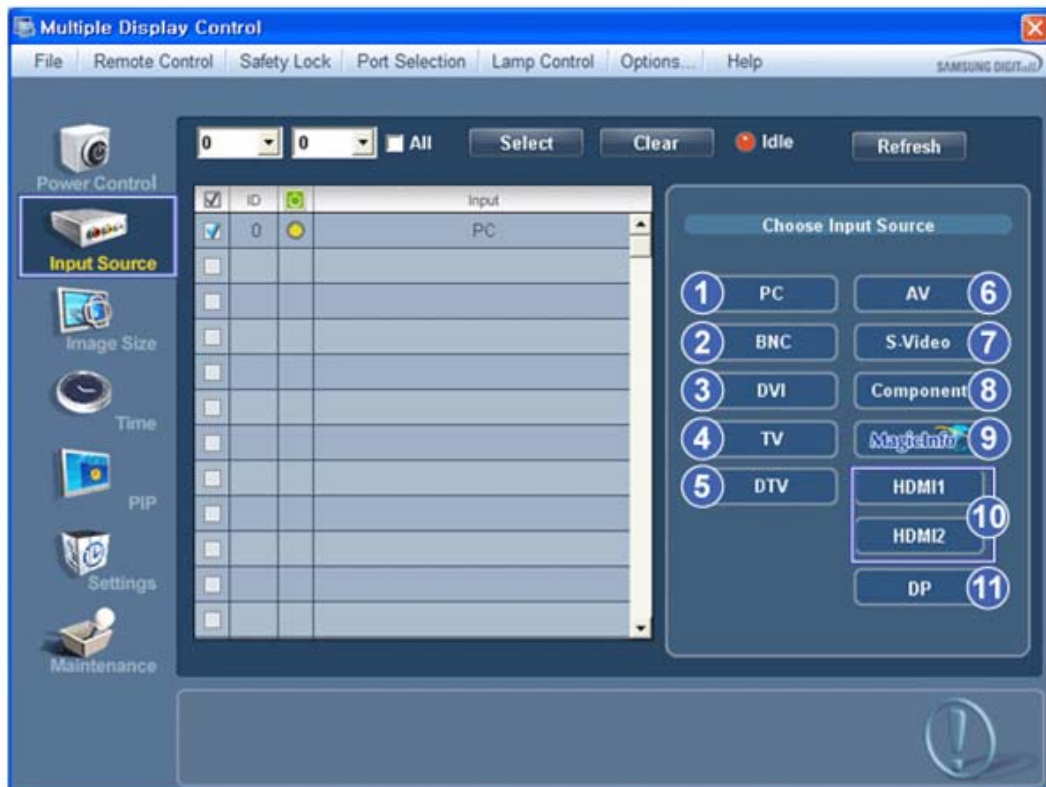 Multiple Display Control
File Remote Control Safety Lock Port Selection Lamp Control Options... Help SAMSUNG DIGITall
0 0 All Select Clear Idle Refresh
Power Control
Input Source
Image Size
Time
PIP
Settings
Maintenance
ID Input
0 PC
Choose Input Source
1 PC AV 6
2 BNC S-Video 7
3 DVI Component 8
4 TV MagicInfo 9
5 DTV HDMI1
10
HDMI2
DP 11